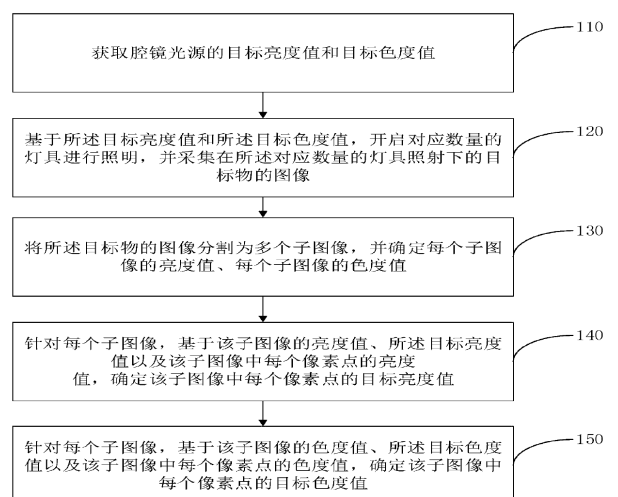 获取腔镜光源的目标亮度值和目标色度值
110
基于所述目标亮度值和所述目标色度值，开启对应数量的
灯具进行照明，并采集在所述对应数量的灯具照射下的目
标物的图像
120
将所述目标物的图像分割为多个子图像，并确定每个子图
像的亮度值、每个子图像的色度值
130
针对每个子图像，基于该子图像的亮度值、所述目标亮度
值以及该子图像中每个像素点的亮度
值，确定该子图像中每个像素点的目标亮度值
140
针对每个子图像，基于该子图像的色度值、所述目标色度
值以及该子图像中每个像素点的色度值，确定该子图像中
每个像素点的目标色度值
150